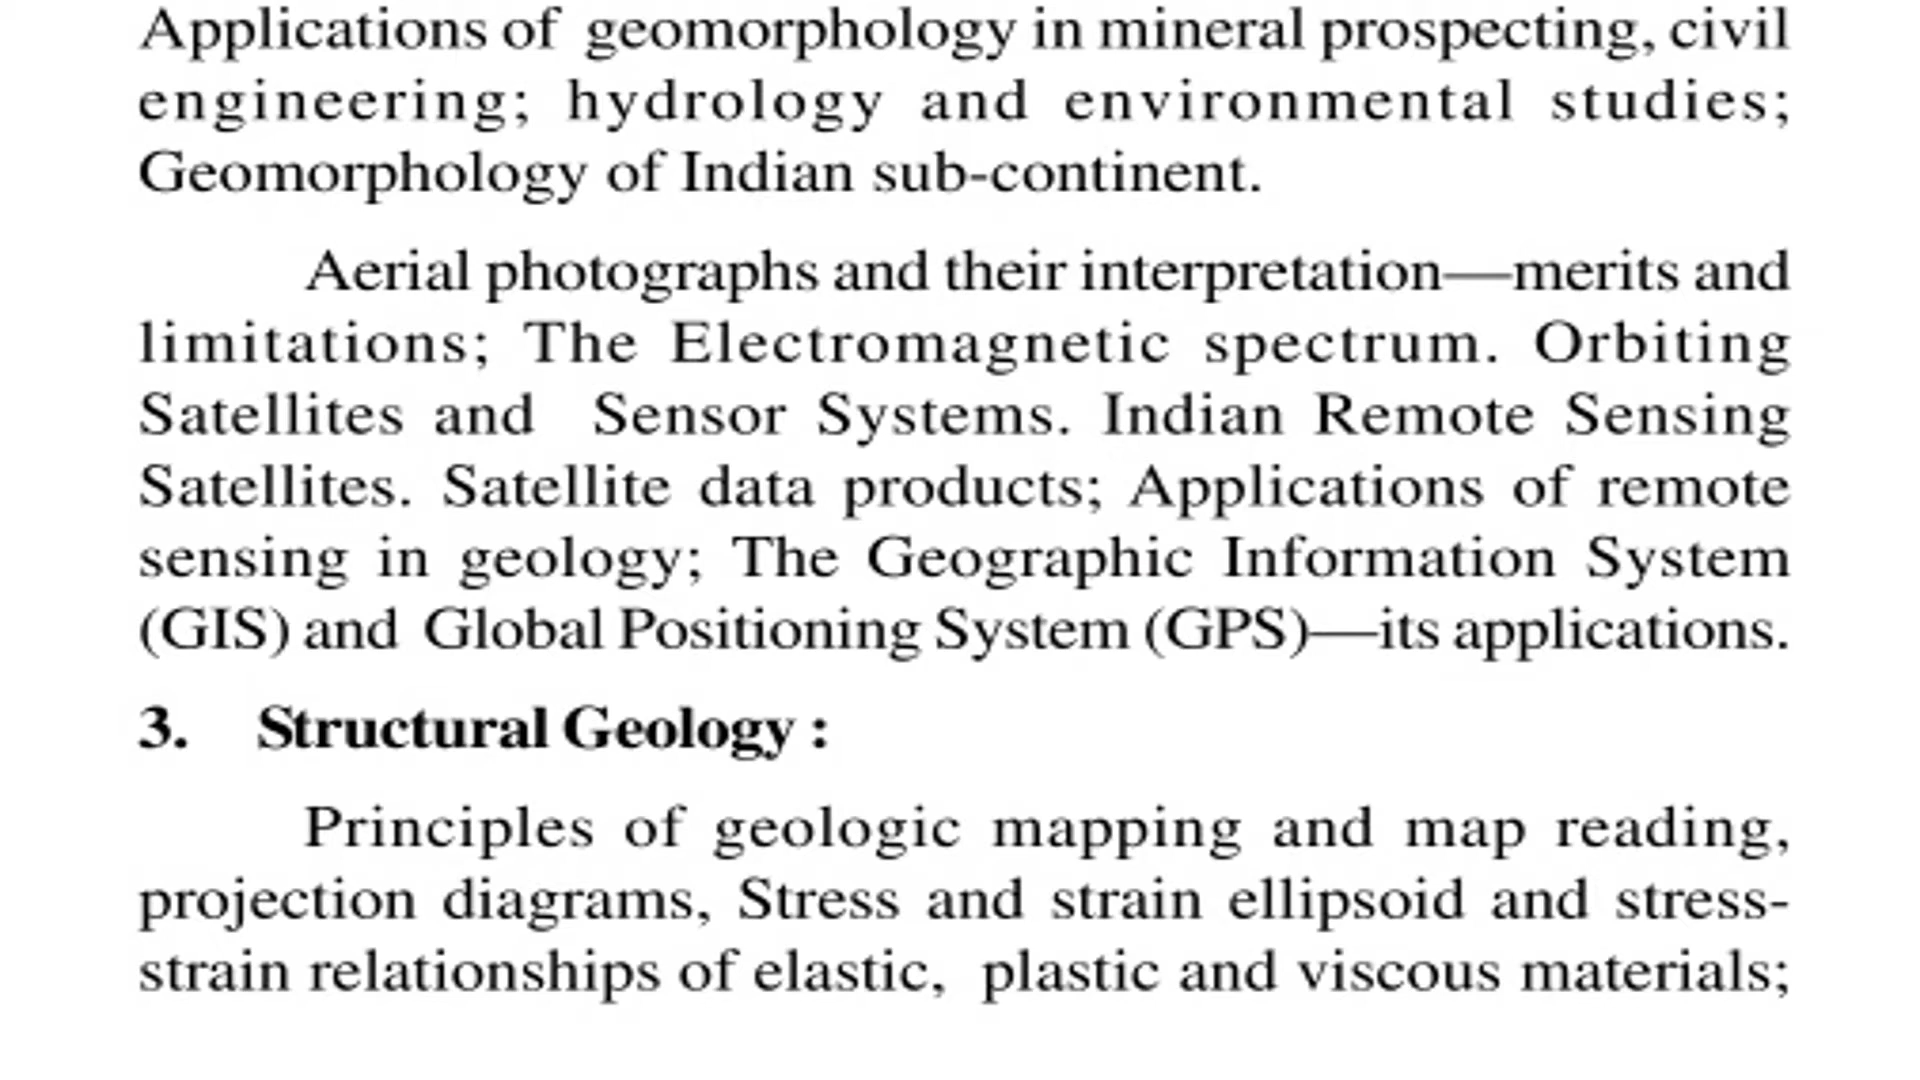 Applications of geomorphology in mineral prospecting, civil
engineering; hydrology and environmental studies;
Geomorphology of Indian sub-continent.
Aerial photographs and their interpretation—merits and
limitations; The Electromagnetic spectrum. Orbiting
Satellites and Sensor Systems. Indian Remote Sensing
Satellites. Satellite data products; Applications of remote
sensing in geology; The Geographic Information System
(GIS) and Global Positioning System (GPS)—its applications.
3. Structural Geology :
Principles of geologic mapping and map reading,
projection diagrams, Stress and strain ellipsoid and stress-
strain relationships of elastic, plastic and viscous materials;